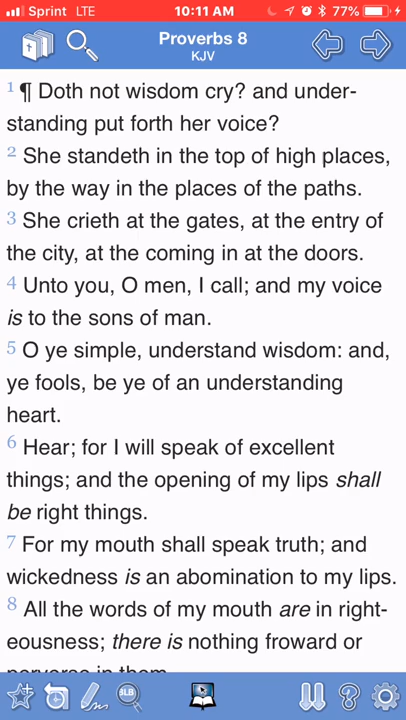 Sprint LTE 10:11 AM 77%
Proverbs 8
KJV
1 ¶ Doth not wisdom cry? and under-
standing put forth her voice?
2 She standeth in the top of high places,
by the way in the places of the paths.
3 She crieth at the gates, at the entry of
the city, at the coming in at the doors.
4 Unto you, O men, I call; and my voice
is to the sons of man.
5 O ye simple, understand wisdom: and,
ye fools, be ye of an understanding
heart.
6 Hear; for I will speak of excellent
things; and the opening of my lips shall
be right things.
7 For my mouth shall speak truth; and
wickedness is an abomination to my lips.
8 All the words of my mouth are in right-
eousness; there is nothing froward or
perverse in them.
BLB